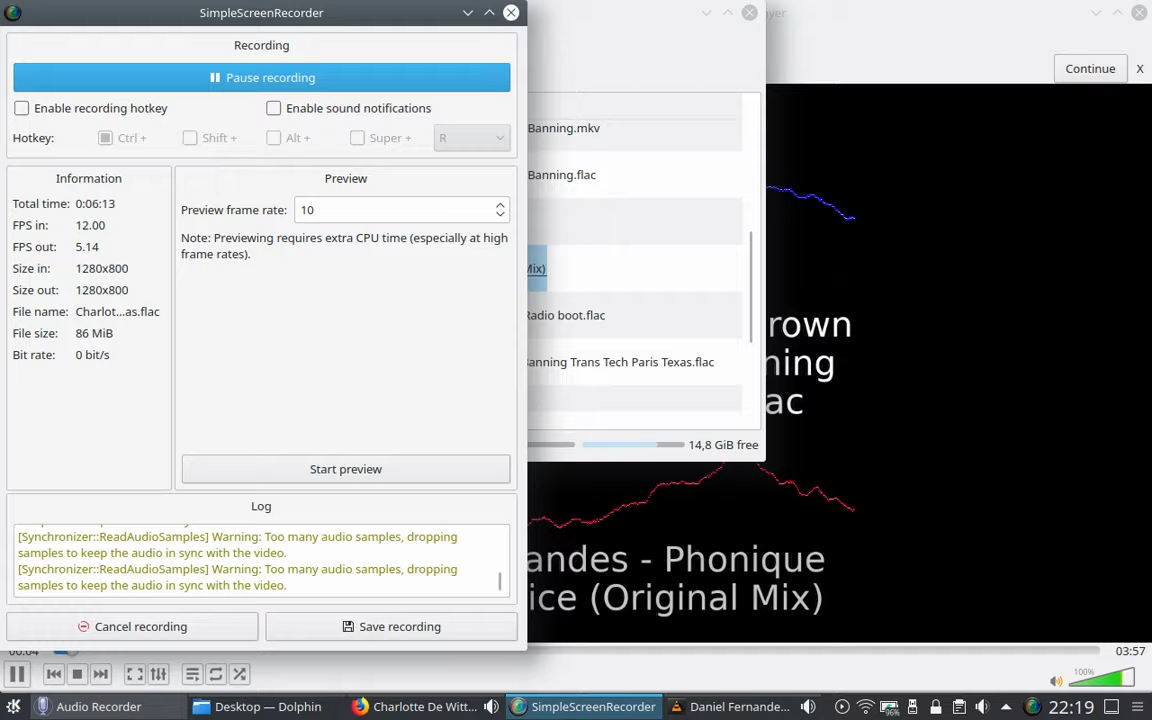 SimpleScreenRecorder
Recording
Pause recording
Enable recording hotkey
Enable sound notifications
Hotkey:
Ctrl +
Shift +
Alt +
Super +
R
Information
Total time: 0:06:13
FPS in: 12.00
FPS out: 5.14
Size in: 1280x800
Size out: 1280x800
File name: Charlot...as.flac
File size: 86 MiB
Bit rate: 0 bit/s
Preview
Preview frame rate: 10
Note: Previewing requires extra CPU time (especially at high
frame rates).
Start preview
Log
[Synchronizer::ReadAudioSamples] Warning: Too many audio samples, dropping
samples to keep the audio in sync with the video.
[Synchronizer::ReadAudioSamples] Warning: Too many audio samples, dropping
samples to keep the audio in sync with the video.
Cancel recording
Save recording
Banning.mkv
Banning.flac
Mix)
Radio boot.flac
Banning Trans Tech Paris Texas.flac
14,8 GiB free
ayer
Continue
X
rown
ning
ac
andes - Phonique
ice (Original Mix)
00:04
03:57
100%
Audio Recorder
Desktop — Dolphin
Charlotte De Witt...
SimpleScreenRecorder
Daniel Fernande...
96%
22:19